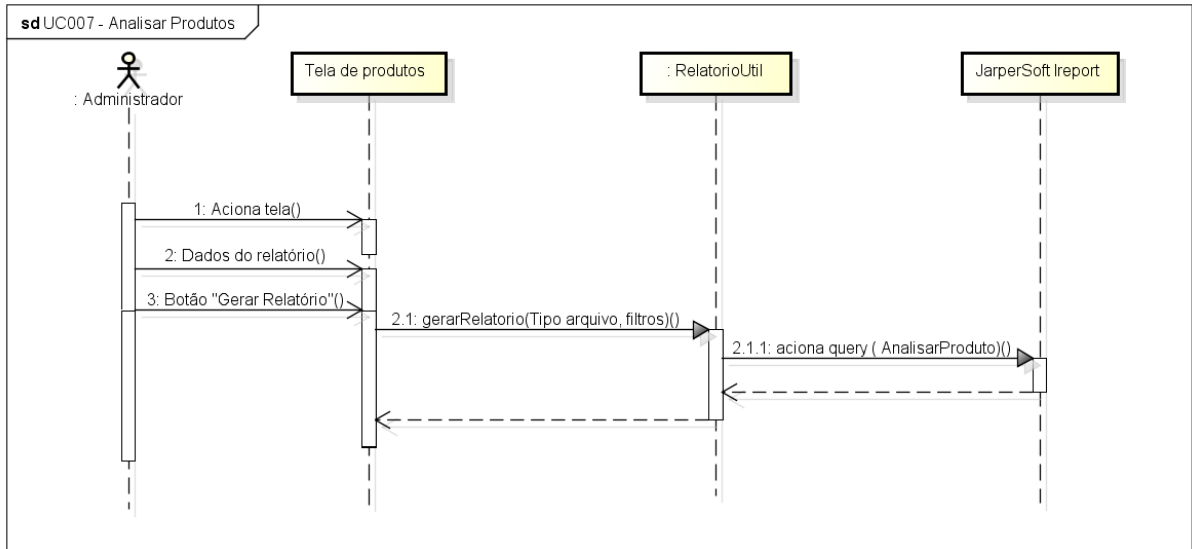 sd UC007 - Analisar Produtos
: Administrador
Tela de produtos
: RelatorioUtil
JarperSoft Ireport
1: Aciona tela()
2: Dados do relatório()
3: Botão "Gerar Relatório"()
2.1: gerarRelatorio(Tipo arquivo, filtros)()
2.1.1: aciona query ( AnalisarProduto)()